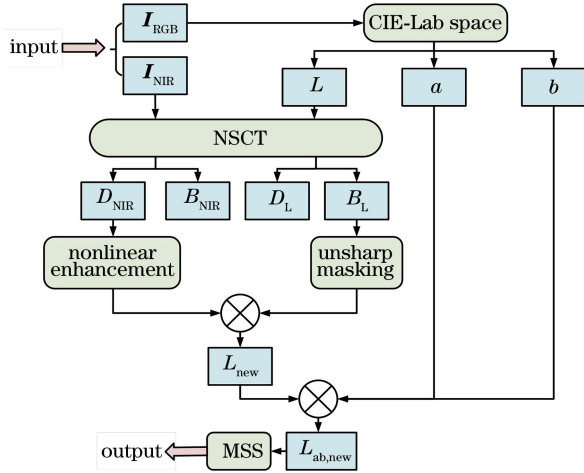 I_RGB
CIE-Lab space
input
I_NIR
L
a
b
NSCT
D_NIR
B_NIR
D_L
B_L
nonlinear
enhancement
unsharp
masking
L_new
output
MSS
L_ab,new